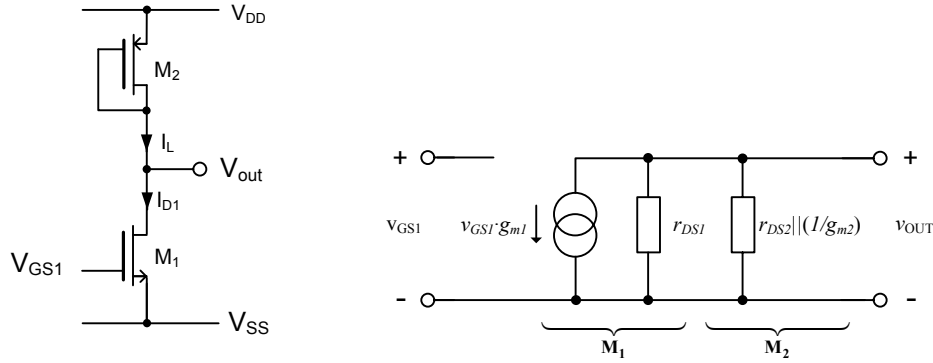 V_DD
M_2
I_L
V_out
I_D1
M_1
V_GS1
V_SS
+
+
v_GS1
v_GS1·g_m1
r_DS1
r_DS2||(1/g_m2)
v_OUT
-
-
M_1
M_2